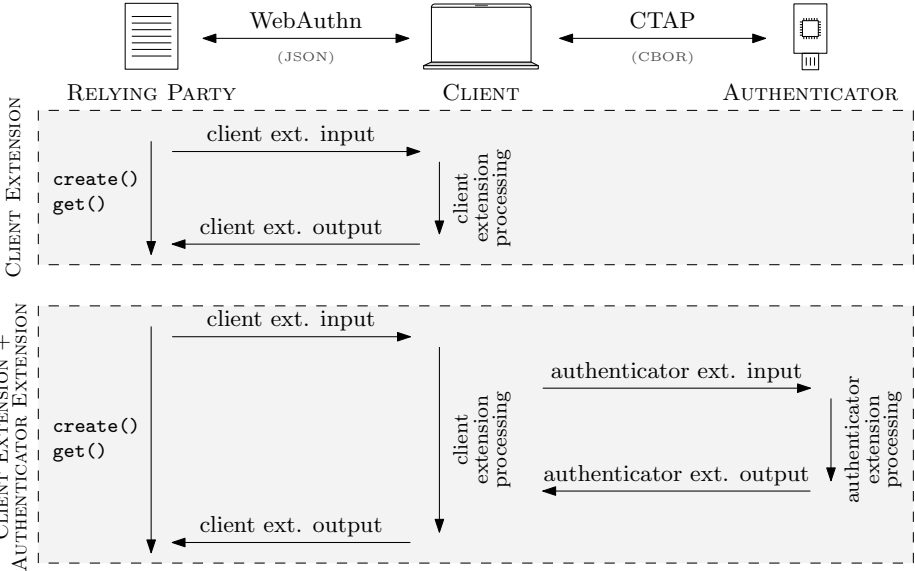 WebAuthn
(JSON)
CTAP
(CBOR)
Relying Party
Client
Authenticator
Client Extension
create()
get()
client ext. input
client
extension
processing
client ext. output
Client Extension +
Authenticator Extension
create()
get()
client ext. input
client
extension
processing
authenticator ext. input
authenticator
extension
processing
authenticator ext. output
client ext. output